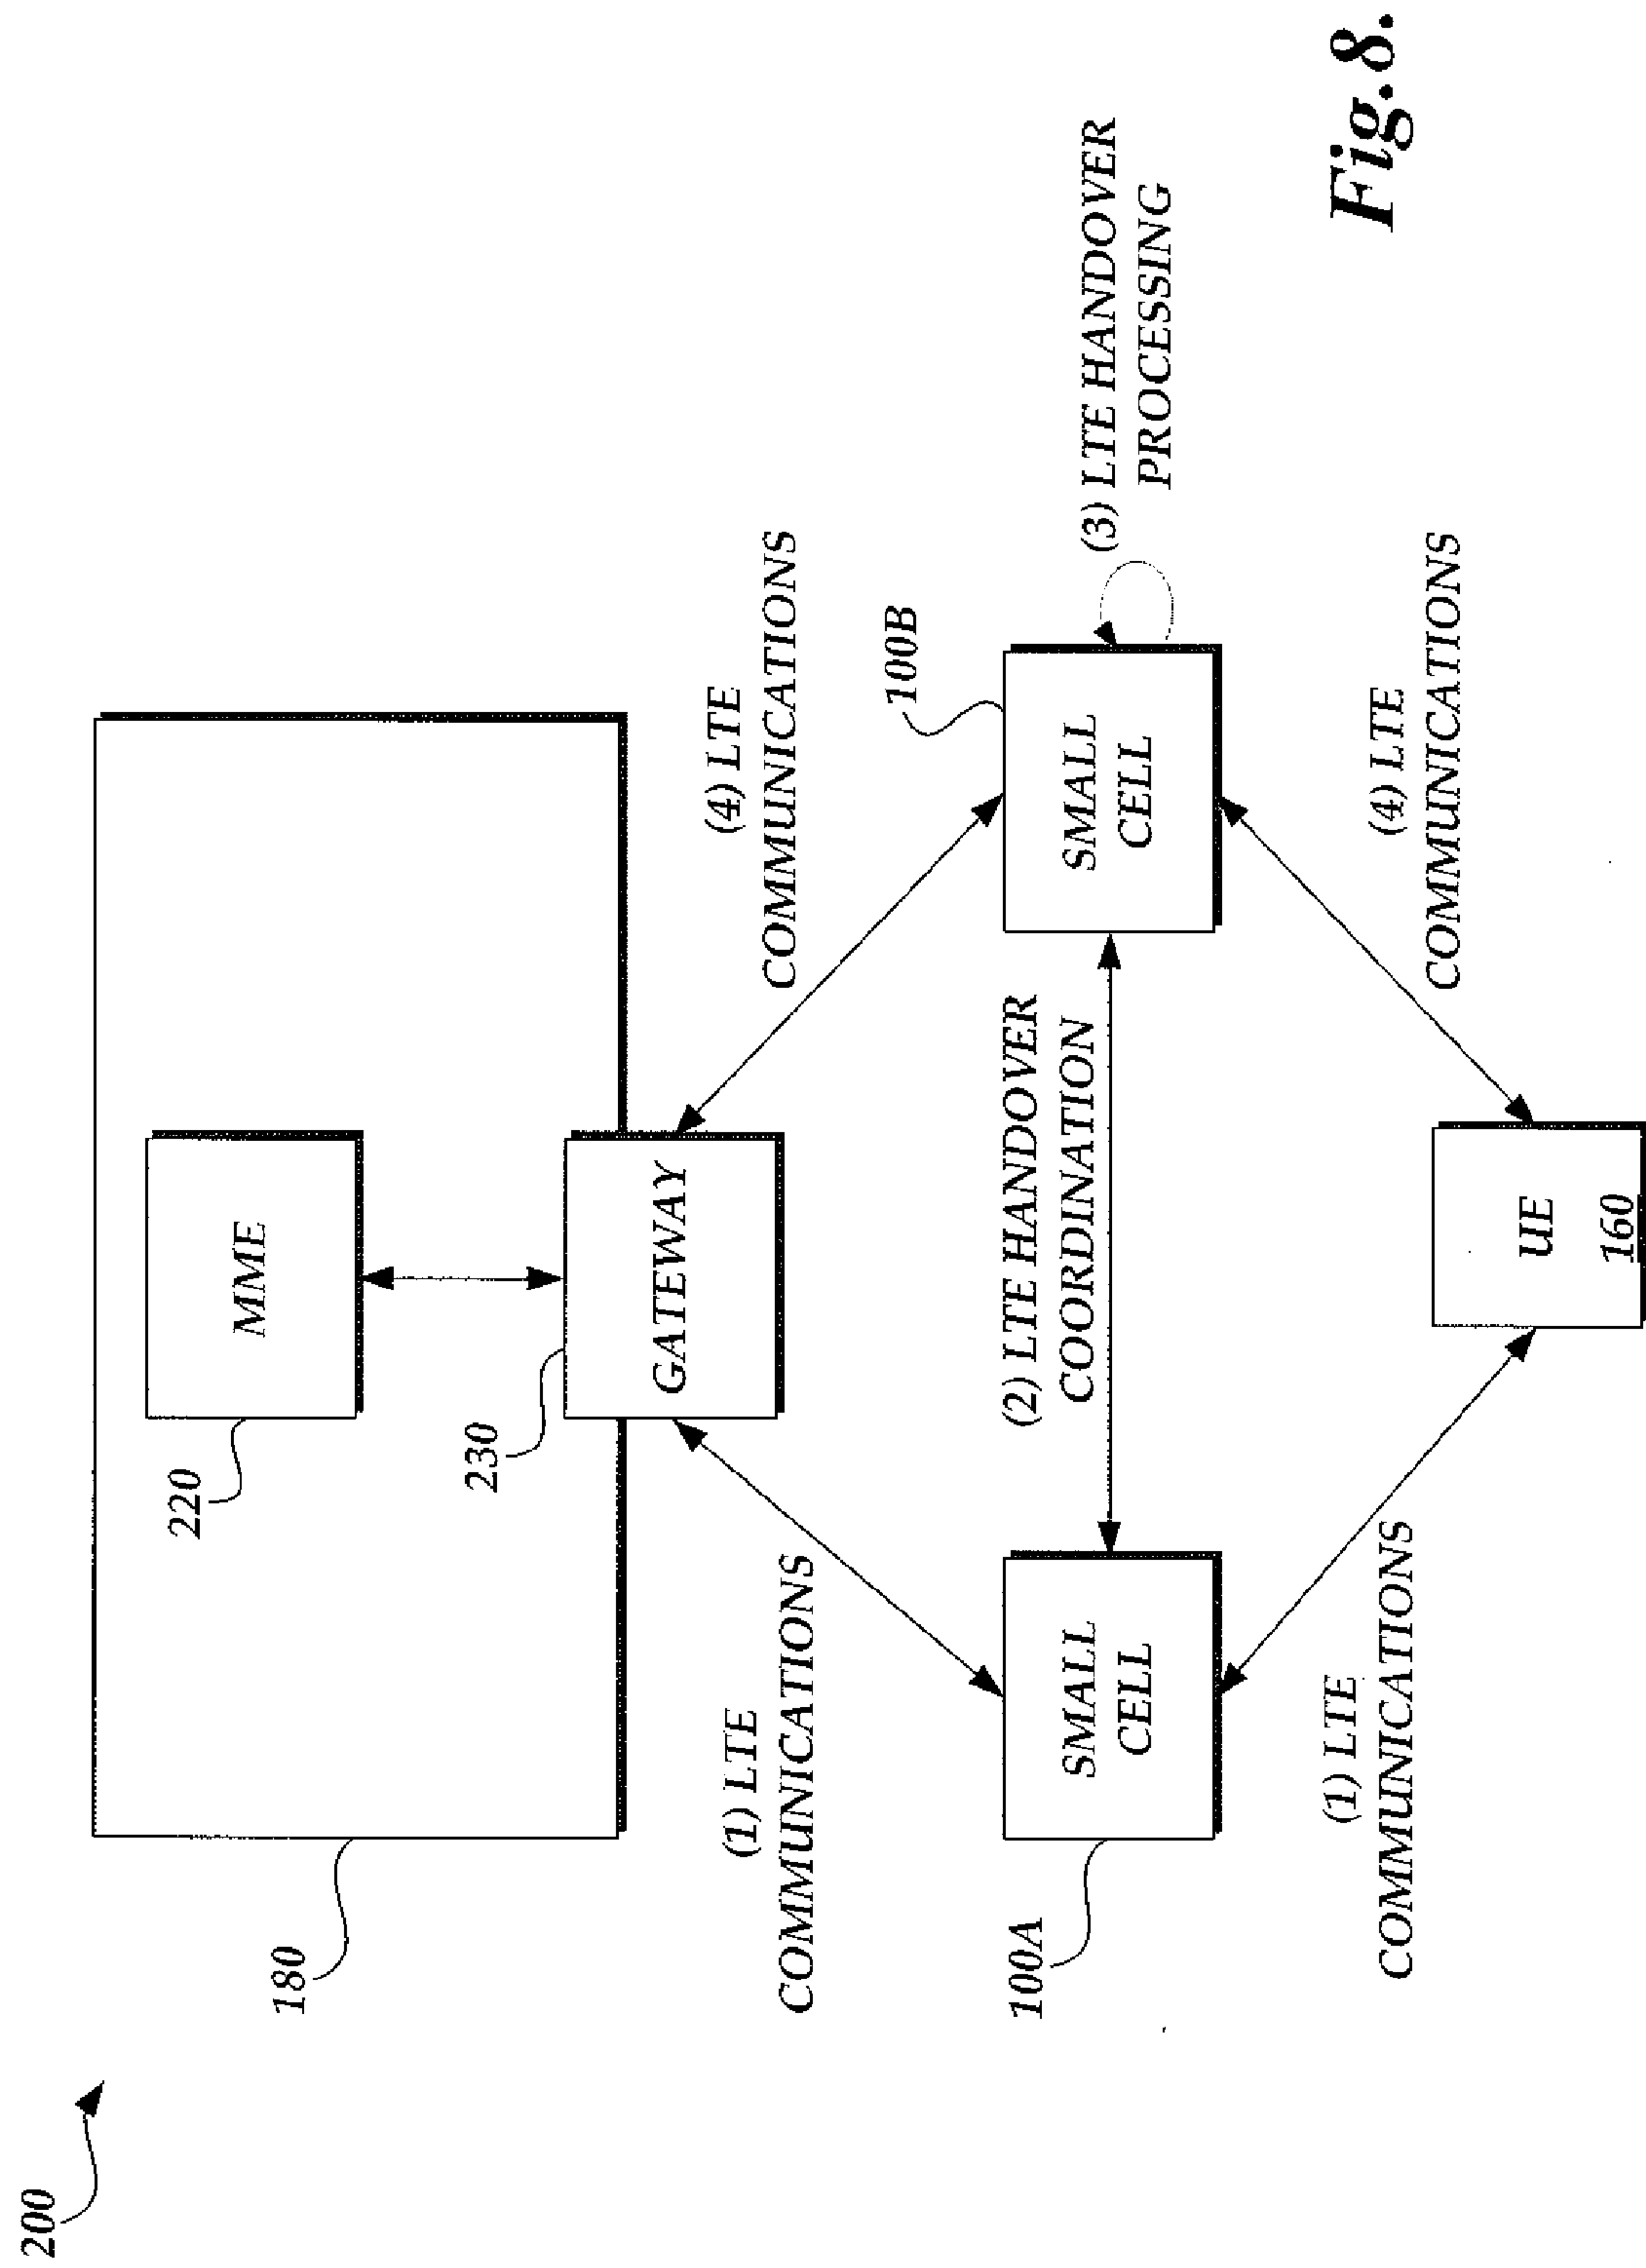 200
180
220
MME
230
GATEWAY
(1) LTE
COMMUNICATIONS
(4) LTE
COMMUNICATIONS
100A
SMALL
CELL
(2) LTE HANDOVER
COORDINATION
100B
SMALL
CELL
(3) LTE HANDOVER
PROCESSING
(1) LTE
COMMUNICATIONS
(4) LTE
COMMUNICATIONS
UE
160
Fig.8.